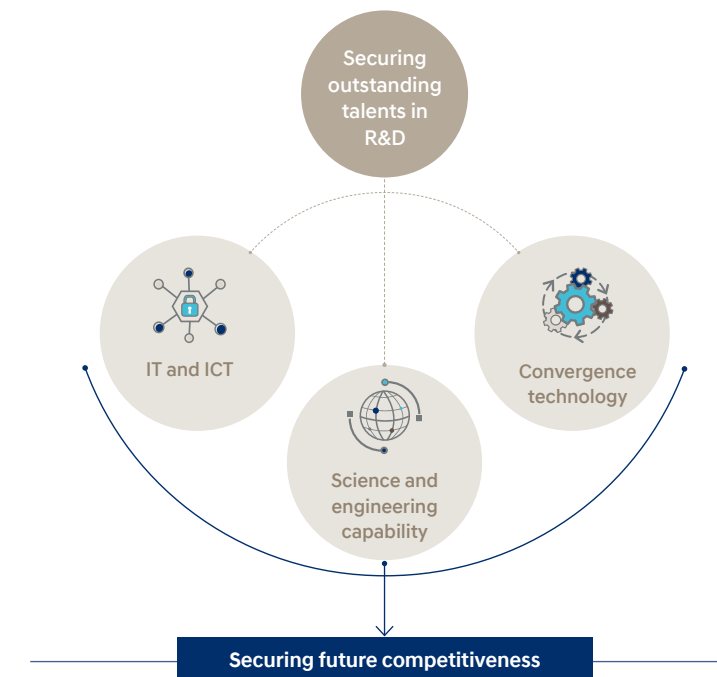 Securing
outstanding
talents in
R&D
IT and ICT
Convergence
technology
Science and
engineering
capability
Securing future competitiveness